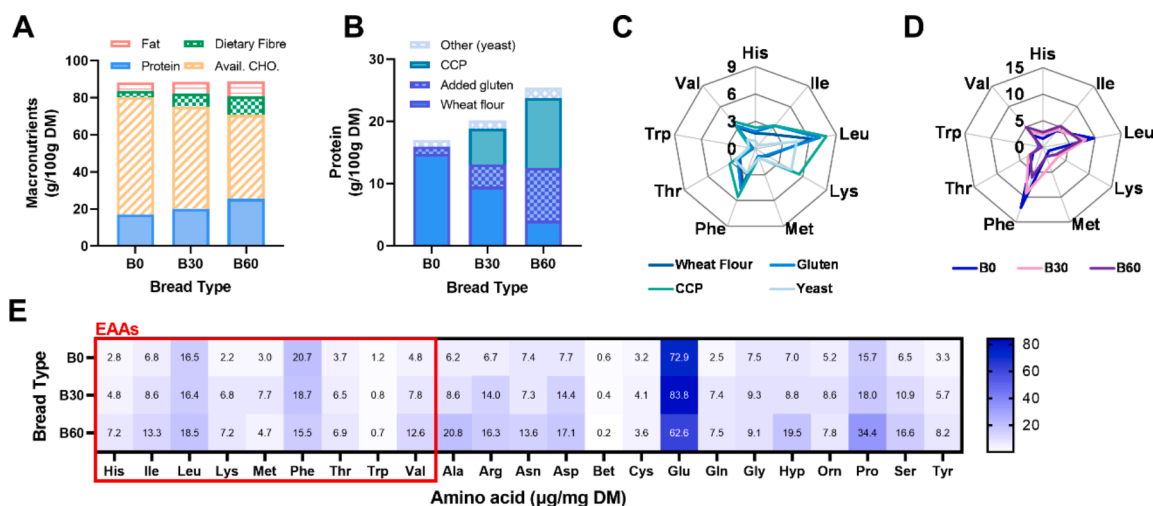 A
Fat
Dietary Fibre
Protein
Avail. CHO.
Macronutrients
(g/100g DM)
100
80
60
40
20
0
B0 B30 B60
Bread Type
B
Other (yeast)
CCP
Added gluten
Wheat flour
Protein
(g/100g DM)
30
20
10
0
B0 B30 B60
Bread Type
C
His
Ile
Leu
Lys
Met
Phe
Thr
Trp
Val
9
6
3
0
Wheat Flour Gluten
CCP Yeast
D
His
Ile
Leu
Lys
Met
Phe
Thr
Trp
Val
15
10
5
0
B0 B30 B60
E
EAAs
Bread Type
B0 2.8 6.8 16.5 2.2 3.0 20.7 3.7 1.2 4.8 6.2 6.7 7.4 7.7 0.6 3.2 72.9 2.5 7.5 7.0 5.2 15.7 6.5 3.3
B30 4.8 8.6 16.4 6.8 7.7 18.7 6.5 0.8 7.8 8.6 14.0 7.3 14.4 0.4 4.1 83.8 7.4 9.3 8.8 8.6 18.0 10.9 5.7
B60 7.2 13.3 18.5 7.2 4.7 15.5 6.9 0.7 12.6 20.8 16.3 13.6 17.1 0.2 3.6 62.6 7.5 9.1 19.5 7.8 34.4 16.6 8.2
His Ile Leu Lys Met Phe Thr Trp Val Ala Arg Asn Asp Bet Cys Glu Gln Gly Hyp Orn Pro Ser Tyr
Amino acid (µg/mg DM)
80
60
40
20